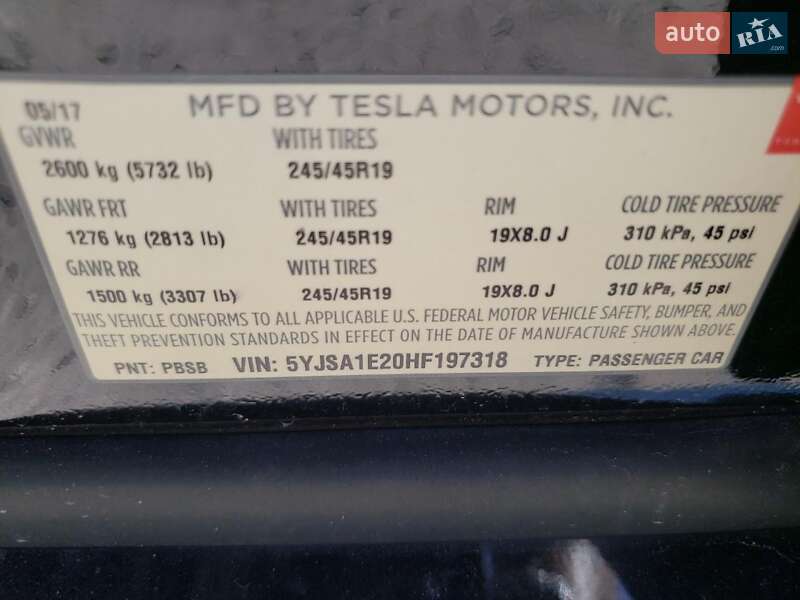 auto RIA.com
05/17 MFD BY TESLA MOTORS, INC.
GVWR WITH TIRES
2600 kg (5732 lb) 245/45R19
GAWR FRT WITH TIRES RIM COLD TIRE PRESSURE
1276 kg (2813 lb) 245/45R19 19X8.0 J 310 kPa, 45 psi
GAWR RR WITH TIRES RIM COLD TIRE PRESSURE
1500 kg (3307 lb) 245/45R19 19X8.0 J 310 kPa, 45 psi
THIS VEHICLE CONFORMS TO ALL APPLICABLE U.S. FEDERAL MOTOR VEHICLE SAFETY, BUMPER, AND
THEFT PREVENTION STANDARDS IN EFFECT ON THE DATE OF MANUFACTURE SHOWN ABOVE.
PNT: PBSB VIN: 5YJSA1E20HF197318 TYPE: PASSENGER CAR